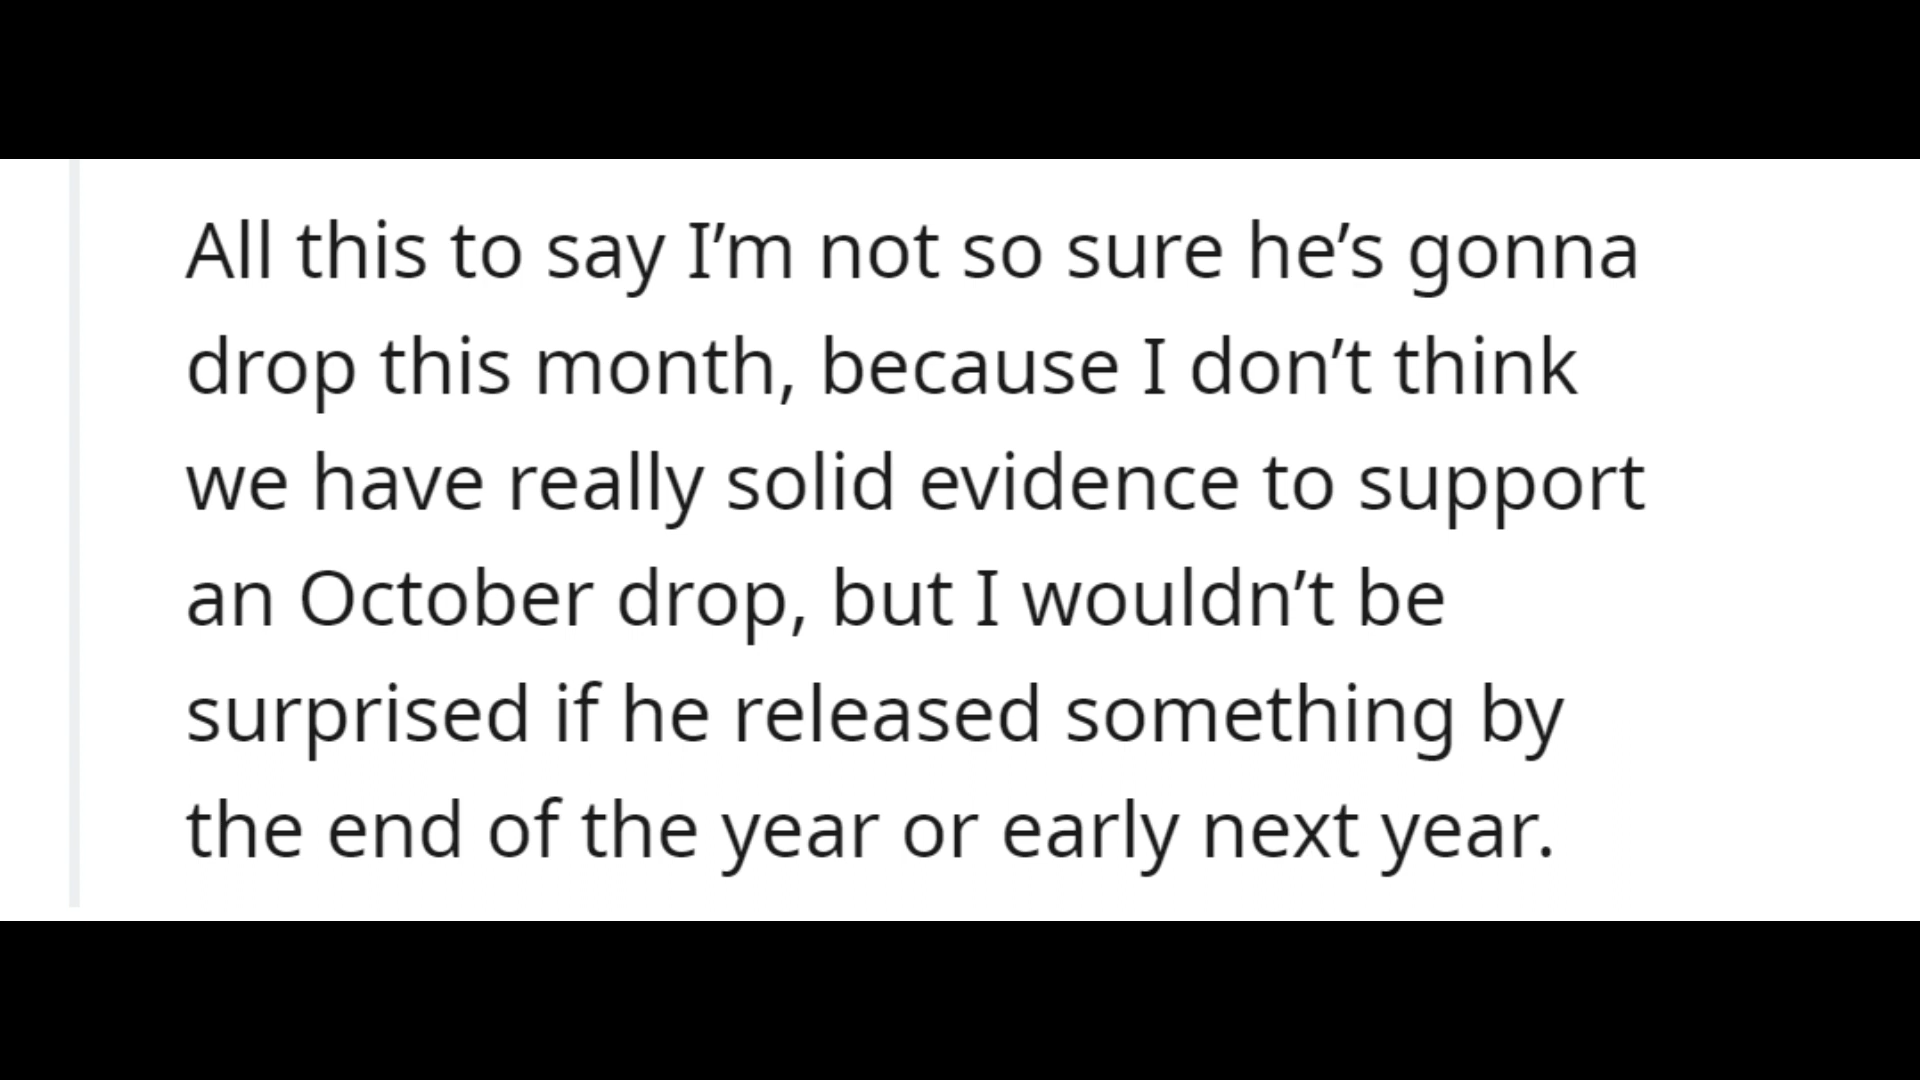 All this to say I’m not so sure he’s gonna
drop this month, because I don’t think
we have really solid evidence to support
an October drop, but I wouldn’t be
surprised if he released something by
the end of the year or early next year.